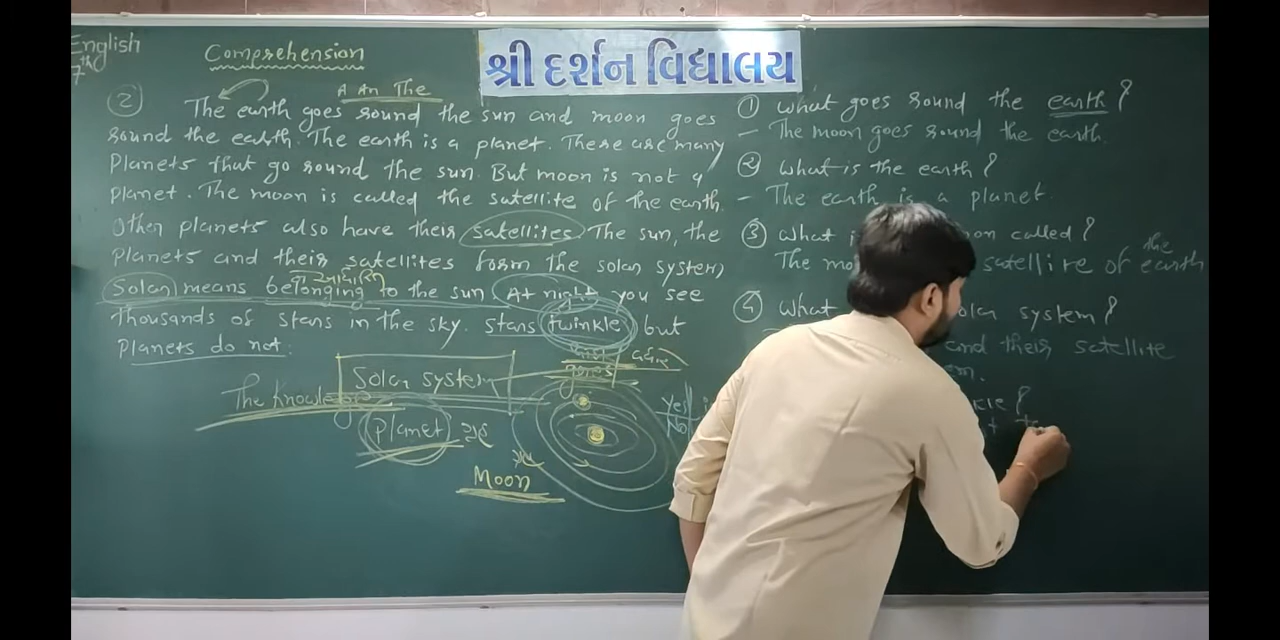 English
7th
Comprehension
શ્રી દર્શન વિદ્યાલય
A An The
2 The earth goes round the sun and moon goes
round the earth. The earth is a planet. There are many
Planets that go round the sun. But moon is not a
planet. The moon is called the satellite of the earth.
Other planets also have their satellites. The sun, the
planets and their satellites form the solar system
Solar means belonging to the sun. At night you see
thousands of stars in the sky. Stars twinkle but
planets do not.
Solar system
The Knowledge
Planet ગ્રહ
Moon
Yes
No
1 What goes round the earth ?
- The moon goes round the earth.
2 What is the earth ?
- The earth is a planet.
3 What called ?
The satellite of the earth
4 What solar system ?
and their satellite